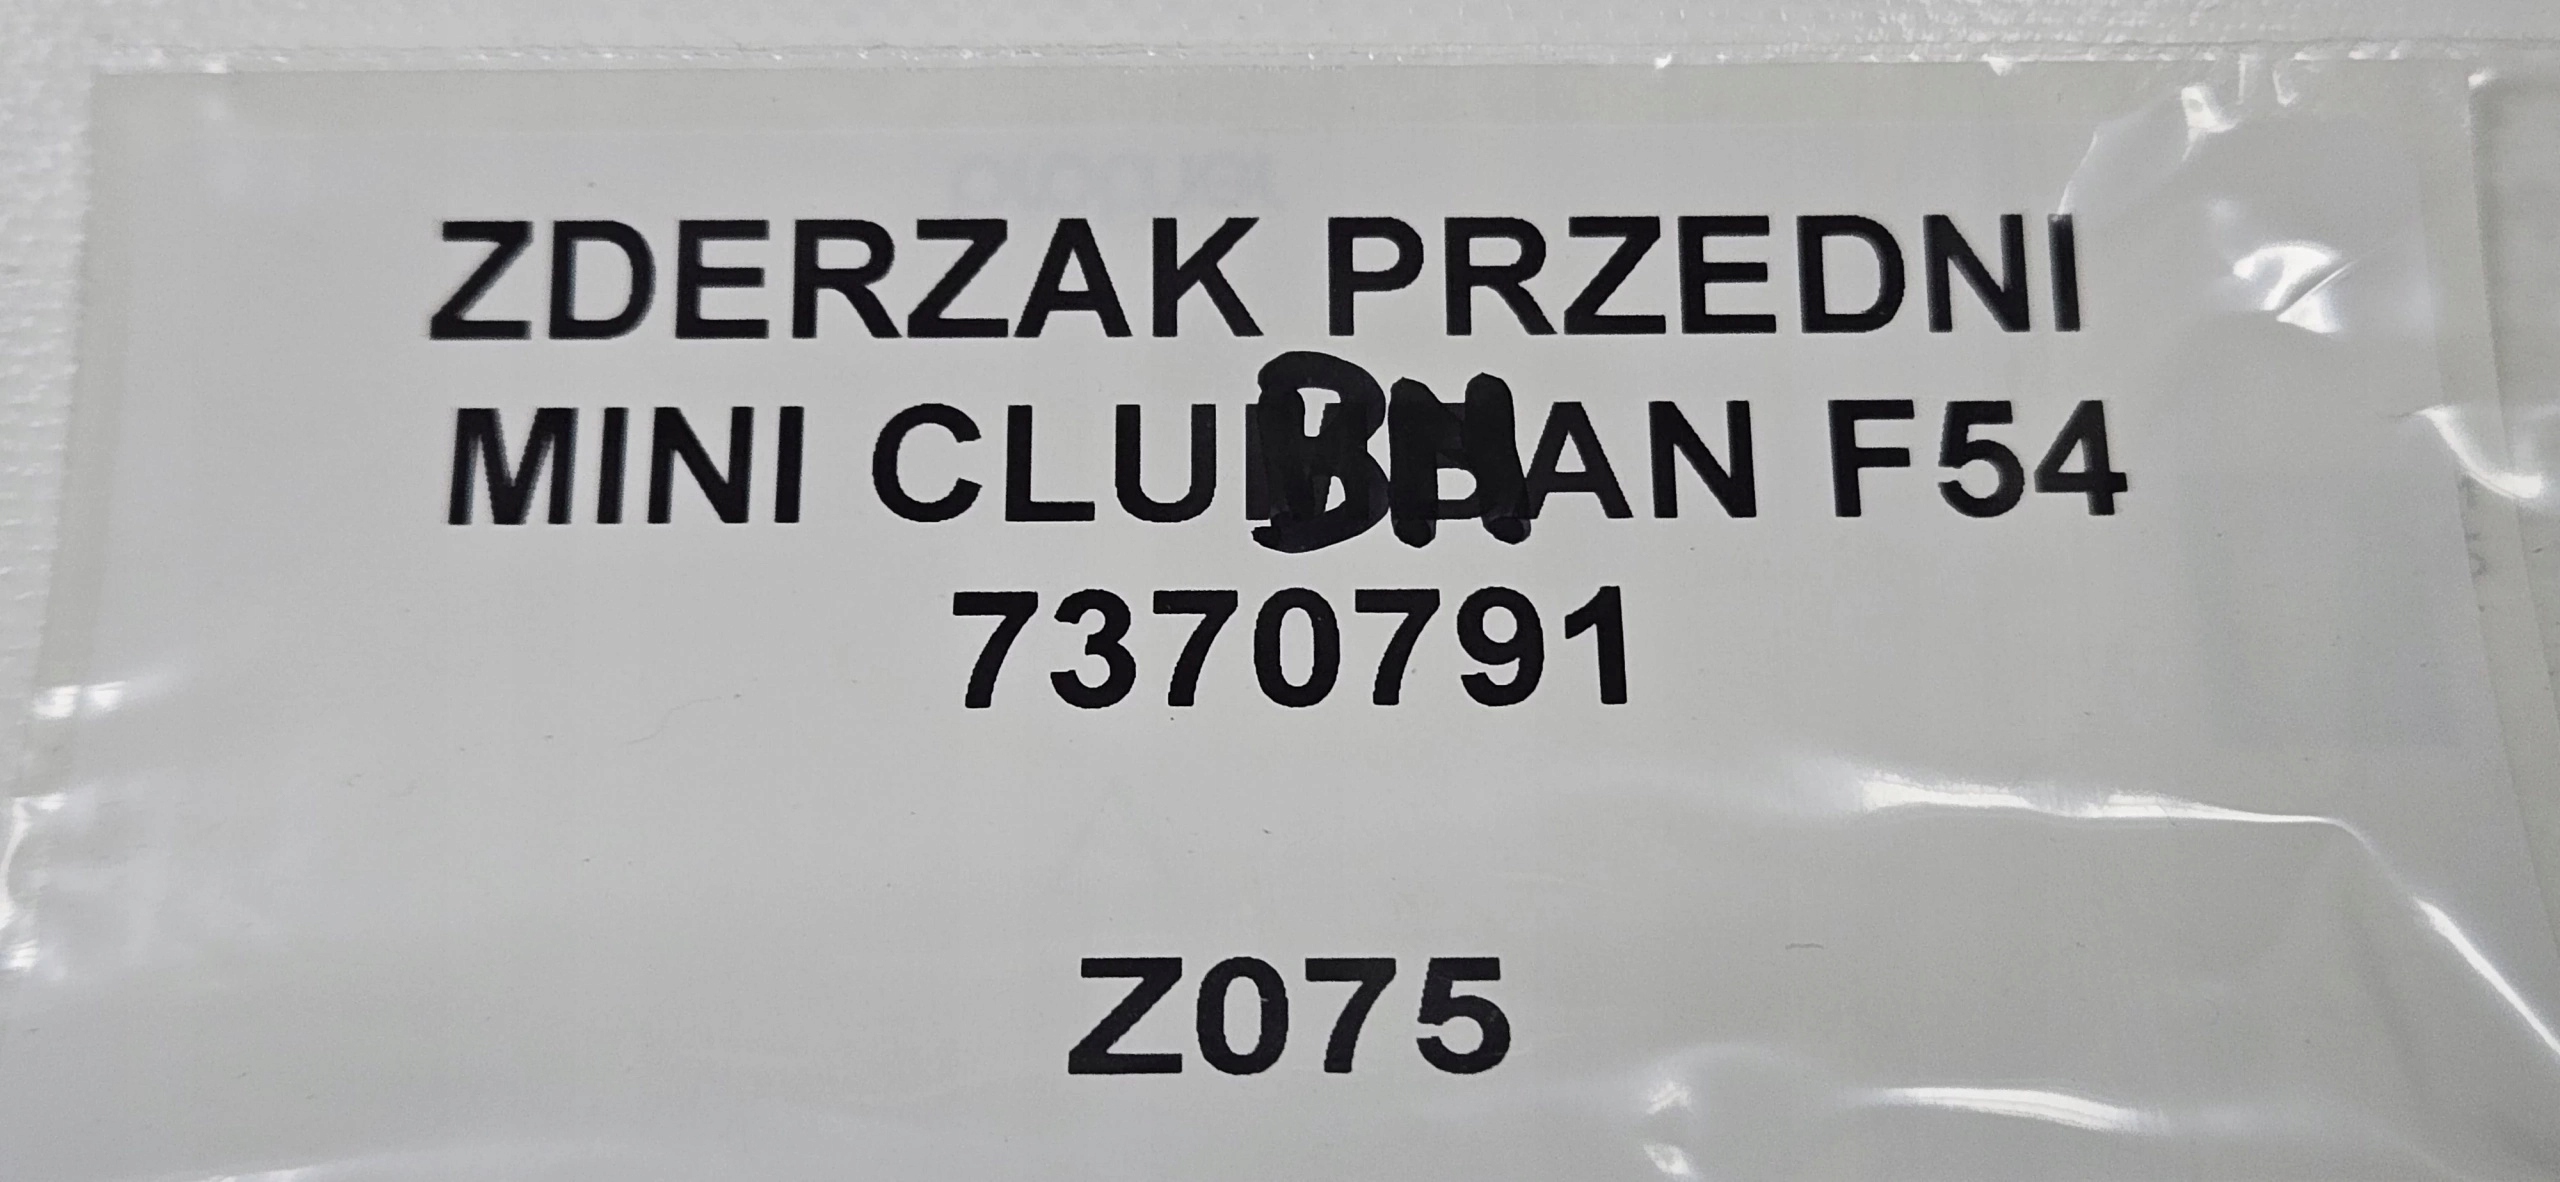 ZDERZAK PRZEDNI
MINI CLUBMAN F54
7370791
Z075